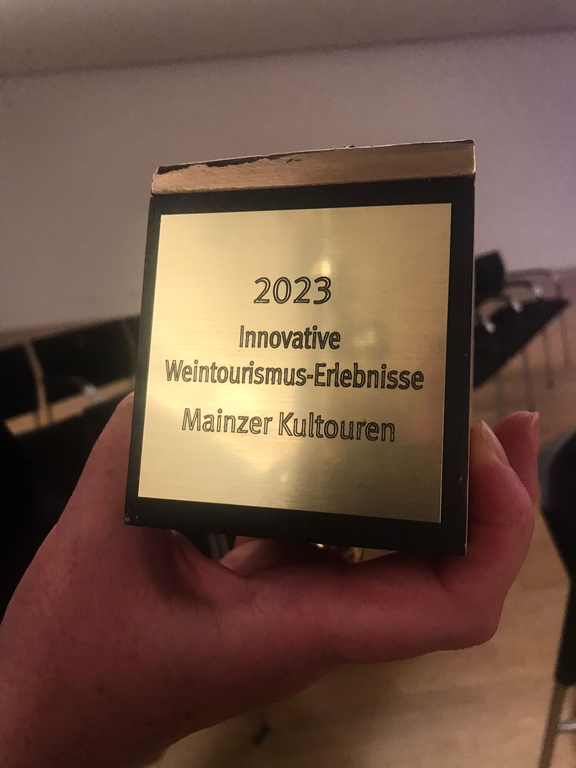 2023
Innovative
Weintourismus-Erlebnisse
Mainzer Kultouren